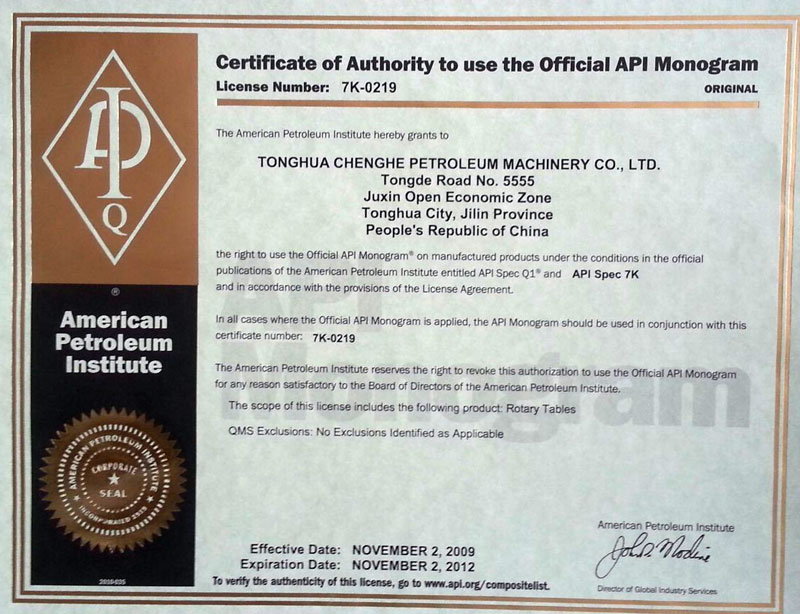 Certificate of Authority to use the Official API Monogram
License Number: 7K-0219
ORIGINAL
The American Petroleum Institute hereby grants to
TONGHUA CHENGHE PETROLEUM MACHINERY CO., LTD.
Tongde Road No. 5555
Juxin Open Economic Zone
Tonghua City, Jilin Province
People's Republic of China
the right to use the Official API Monogram® on manufactured products under the conditions in the official
publications of the American Petroleum Institute entitled API Spec Q1® and API Spec 7K
and in accordance with the provisions of the License Agreement.
In all cases where the Official API Monogram is applied, the API Monogram should be used in conjunction with this
certificate number: 7K-0219
The American Petroleum Institute reserves the right to revoke this authorization to use the Official API Monogram
for any reason satisfactory to the Board of Directors of the American Petroleum Institute.
The scope of this license includes the following product: Rotary Tables
QMS Exclusions: No Exclusions Identified as Applicable
API
Monogram
API
Q
®
American
Petroleum
Institute
AMERICAN PETROLEUM INSTITUTE
CORPORATE
SEAL
INCORPORATED 1919
American Petroleum Institute
Director of Global Industry Services
Effective Date: NOVEMBER 2, 2009
Expiration Date: NOVEMBER 2, 2012
To verify the authenticity of this license, go to www.api.org/compositelist.